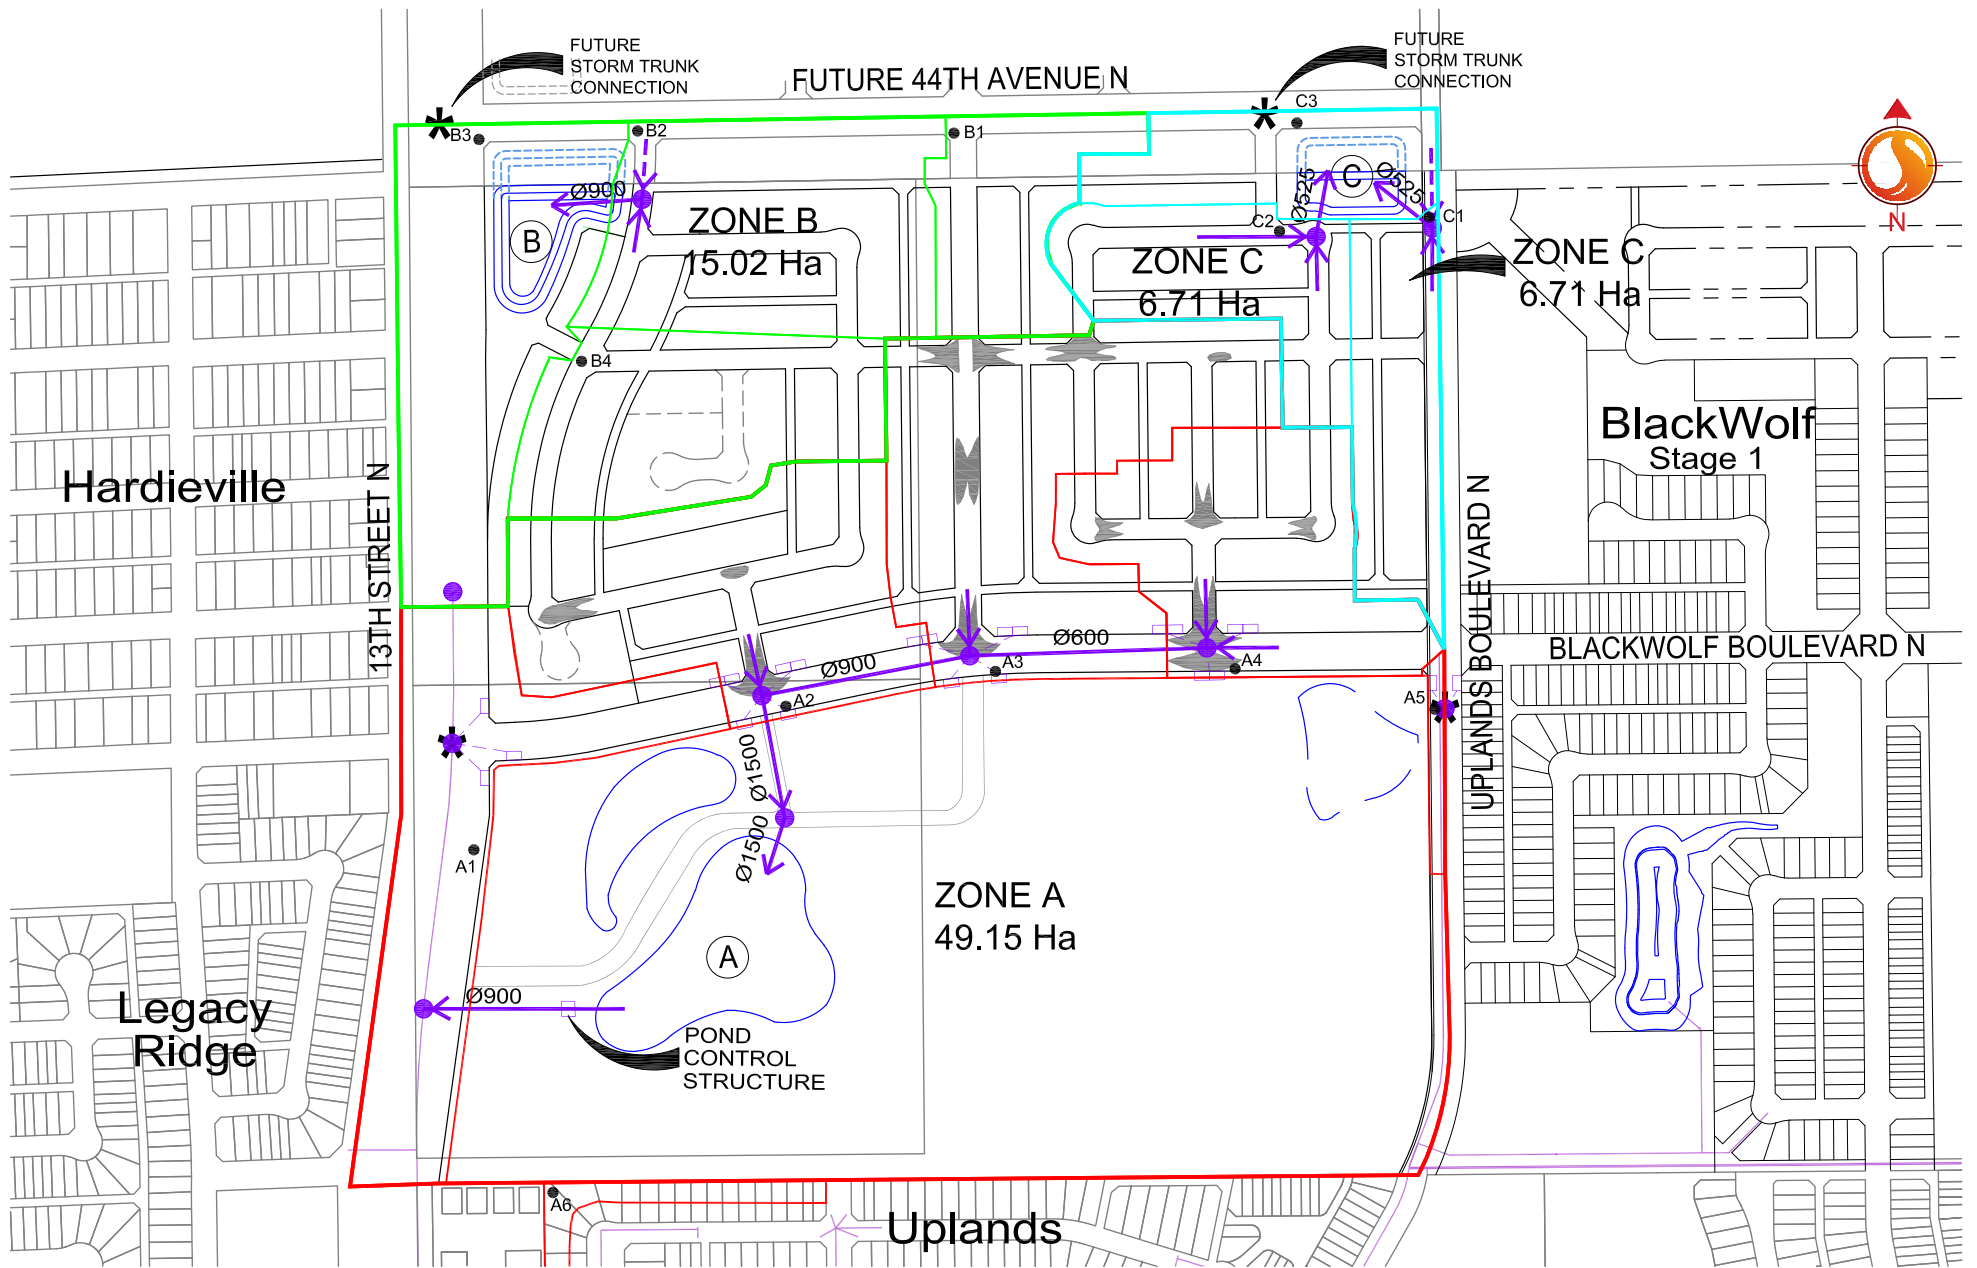 FUTURE
STORM TRUNK
CONNECTION
FUTURE 44TH AVENUE N
FUTURE
STORM TRUNK
CONNECTION
B3
B2
B1
C3
Ø900
B
ZONE B
15.02 Ha
C
Ø525
Ø525
C2
C1
ZONE C
6.71 Ha
ZONE C
6.71 Ha
N
B4
BlackWolf
Stage 1
Hardieville
13TH STREET N
UPLANDS BOULEVARD N
BLACKWOLF BOULEVARD N
Ø600
Ø900
A3
A4
A2
A5
Ø1500
Ø1500
A1
ZONE A
49.15 Ha
A
Ø900
Legacy
Ridge
POND
CONTROL
STRUCTURE
A6
Uplands